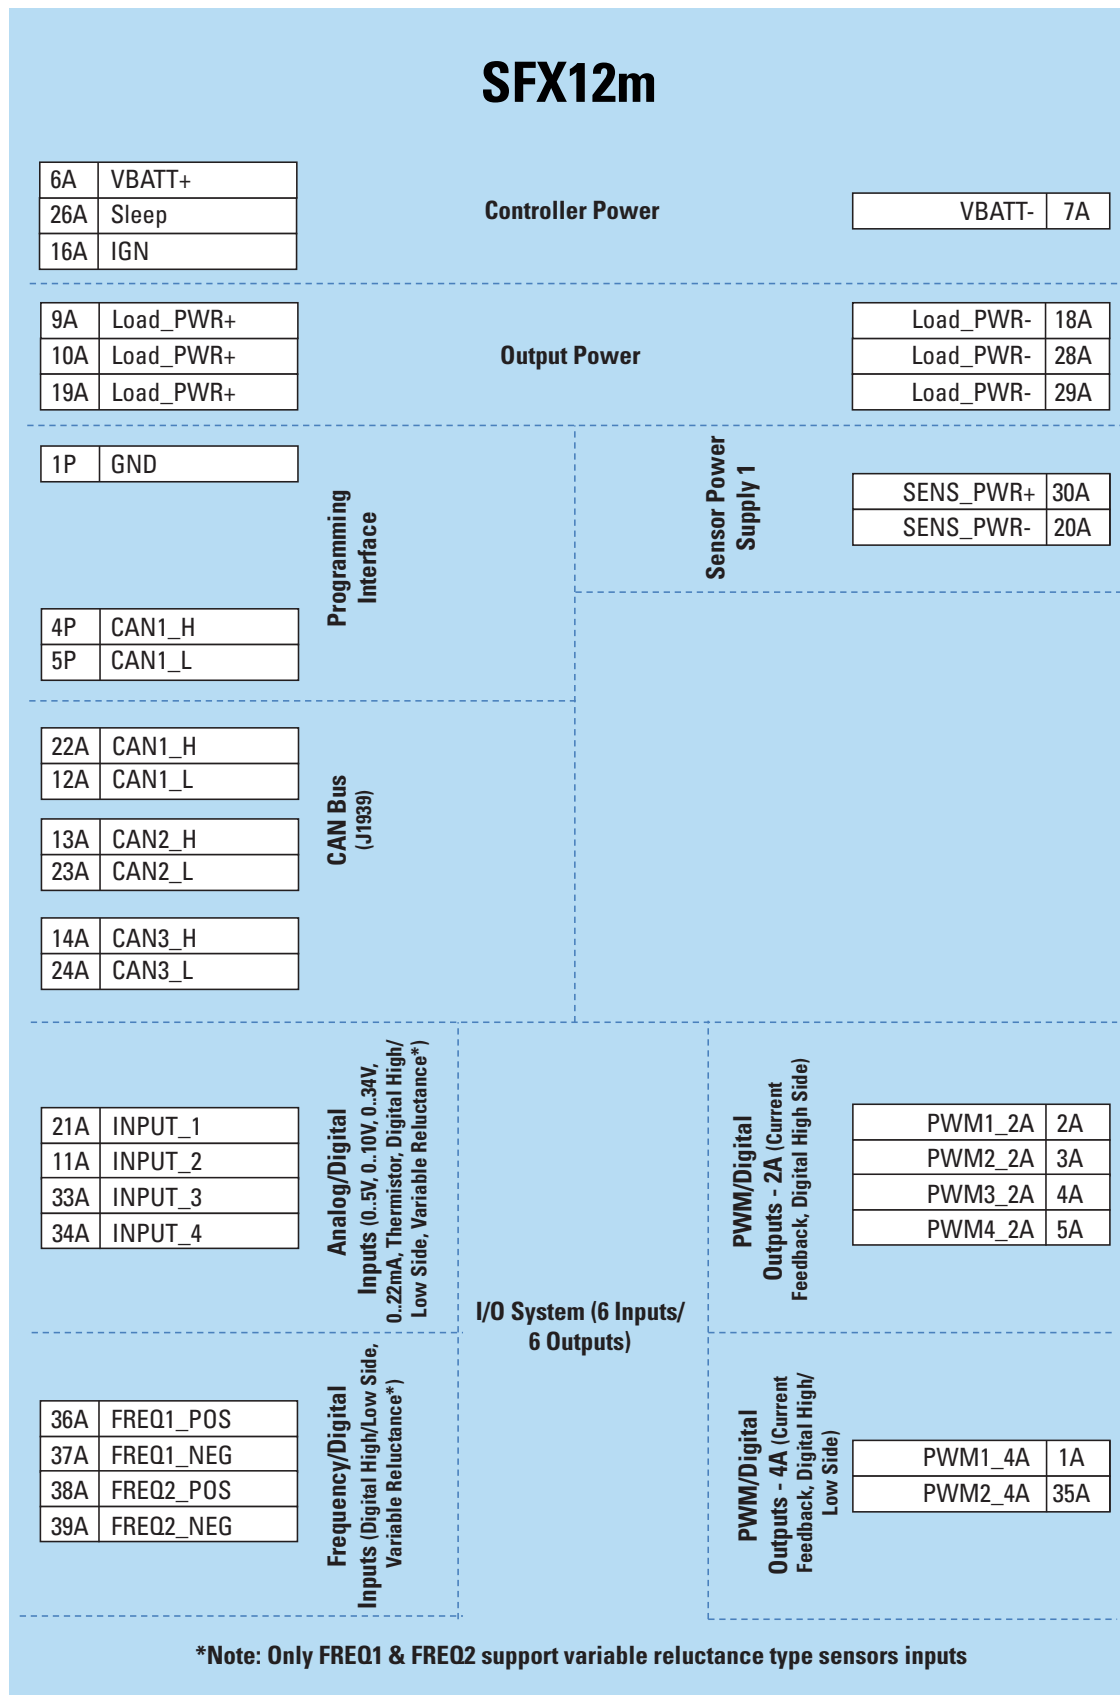 SFX12m
6A VBATT+
26A Sleep
16A IGN
Controller Power
VBATT- 7A
9A Load_PWR+
10A Load_PWR+
19A Load_PWR+
Output Power
Load_PWR- 18A
Load_PWR- 28A
Load_PWR- 29A
1P GND
4P CAN1_H
5P CAN1_L
Programming
Interface
Sensor Power
Supply 1
SENS_PWR+ 30A
SENS_PWR- 20A
22A CAN1_H
12A CAN1_L
13A CAN2_H
23A CAN2_L
14A CAN3_H
24A CAN3_L
CAN Bus
(J1939)
21A INPUT_1
11A INPUT_2
33A INPUT_3
34A INPUT_4
Analog/Digital
Inputs (0..5V, 0..10V, 0..34V,
0..22mA, Thermistor, Digital High/
Low Side, Variable Reluctance*)
I/O System (6 Inputs/
6 Outputs)
PWM/Digital
Outputs - 2A (Current
Feedback, Digital High Side)
PWM1_2A 2A
PWM2_2A 3A
PWM3_2A 4A
PWM4_2A 5A
36A FREQ1_POS
37A FREQ1_NEG
38A FREQ2_POS
39A FREQ2_NEG
Frequency/Digital
Inputs (Digital High/Low Side,
Variable Reluctance*)
PWM/Digital
Outputs - 4A (Current
Feedback, Digital High/
Low Side)
PWM1_4A 1A
PWM2_4A 35A
*Note: Only FREQ1 & FREQ2 support variable reluctance type sensors inputs